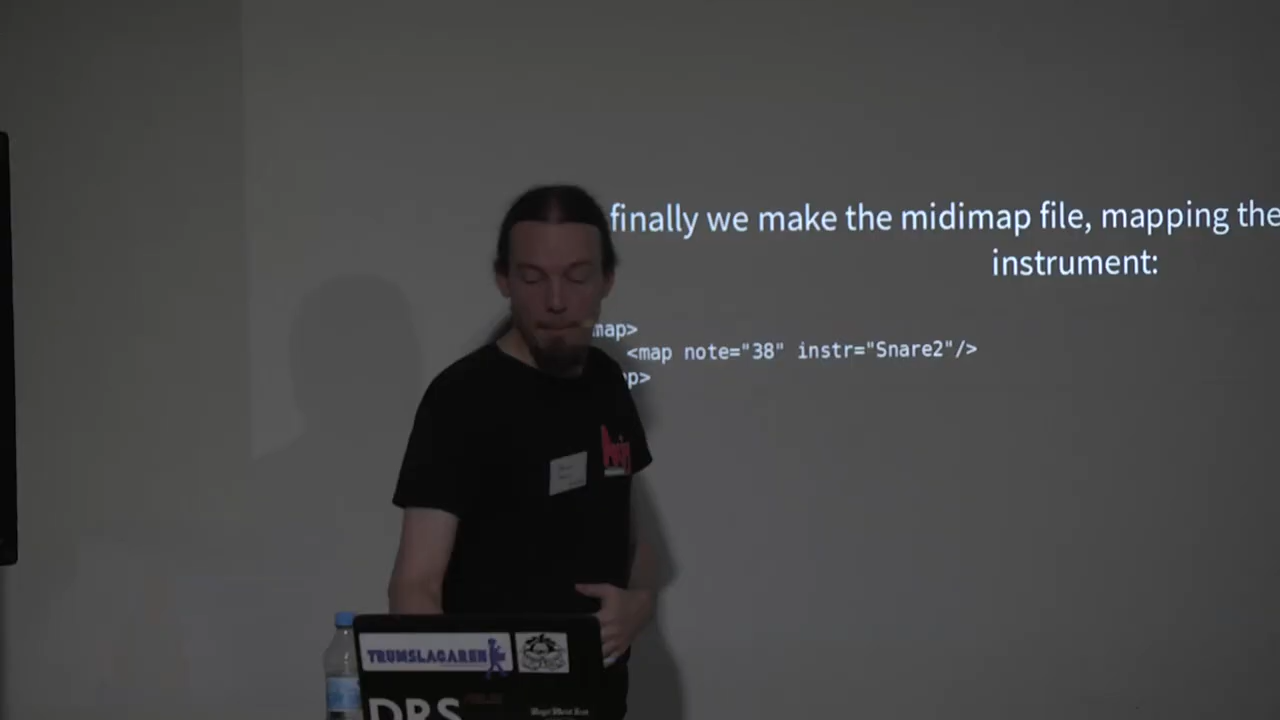 finally we make the midimap file, mapping the
instrument:
map>
<map note="38" instr="Snare2"/>
p>
TRUMSLAGAREN
DRS